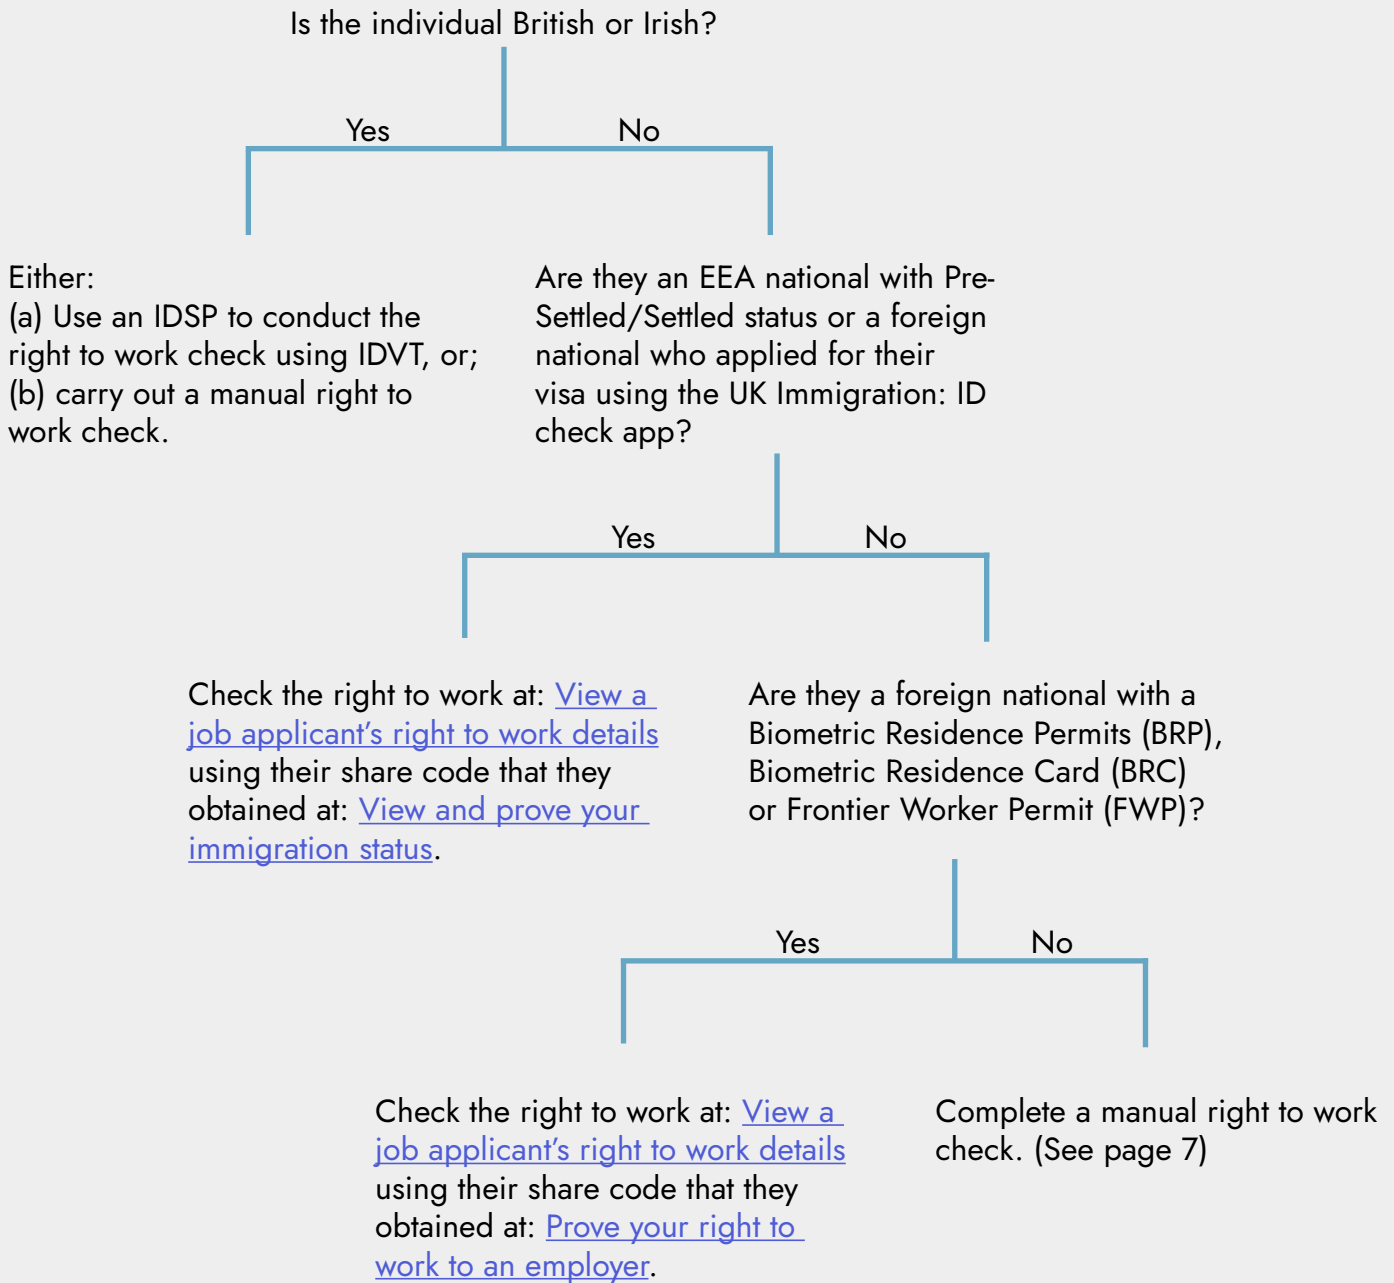 Is the individual British or Irish?
Yes
No
Either:
(a) Use an IDSP to conduct the
right to work check using IDVT, or;
(b) carry out a manual right to
work check.
Are they an EEA national with Pre-
Settled/Settled status or a foreign
national who applied for their
visa using the UK Immigration: ID
check app?
Yes
No
Check the right to work at: View a
job applicant's right to work details
using their share code that they
obtained at: View and prove your
immigration status.
Are they a foreign national with a
Biometric Residence Permits (BRP),
Biometric Residence Card (BRC)
or Frontier Worker Permit (FWP)?
Yes
No
Check the right to work at: View a
job applicant's right to work details
using their share code that they
obtained at: Prove your right to
work to an employer.
Complete a manual right to work
check. (See page 7)